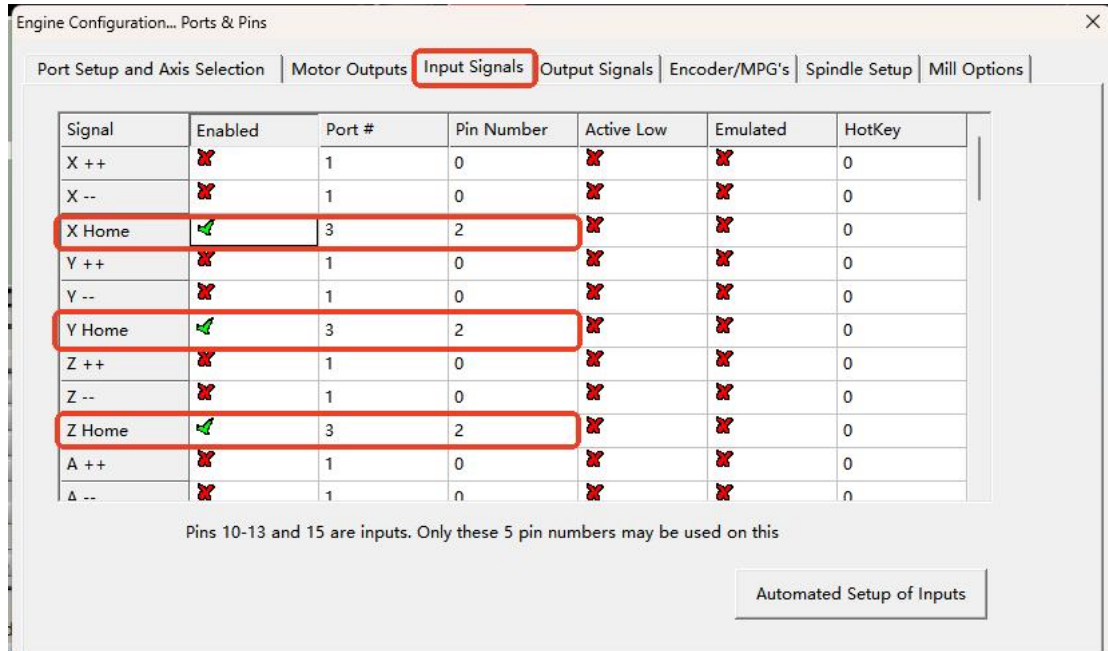 Engine Configuration... Ports & Pins
Port Setup and Axis Selection Motor Outputs Input Signals Output Signals Encoder/MPG's Spindle Setup Mill Options
Signal Enabled Port # Pin Number Active Low Emulated HotKey
X ++ 1 0 0
X -- 1 0 0
X Home 3 2 0
Y ++ 1 0 0
Y -- 1 0 0
Y Home 3 2 0
Z ++ 1 0 0
Z -- 1 0 0
Z Home 3 2 0
A ++ 1 0 0
A -- 1 0 0
Pins 10-13 and 15 are inputs. Only these 5 pin numbers may be used on this
Automated Setup of Inputs